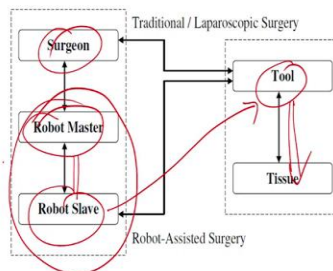 Traditional / Laparoscopic Surgery
Surgeon
Tool
Robot Master
Tissue
Robot Slave
Robot-Assisted Surgery